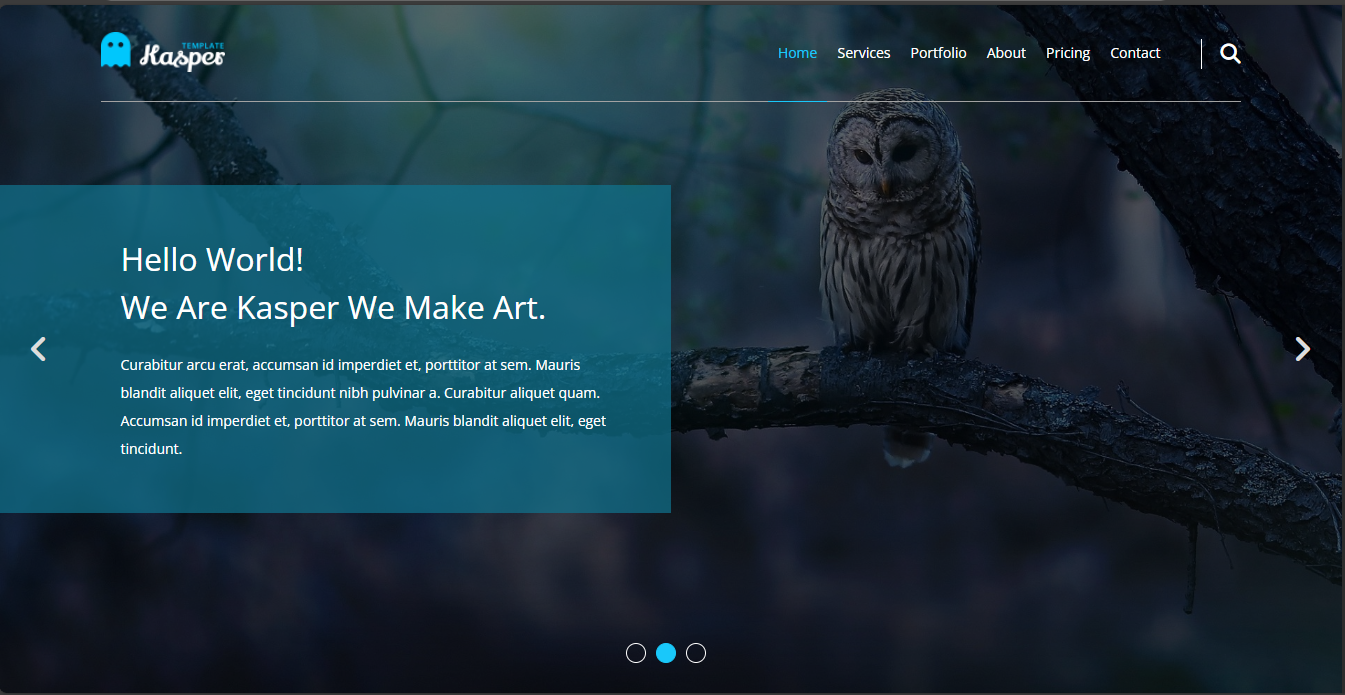 TEMPLATE
Kasper
Home Services Portfolio About Pricing Contact
Hello World!
We Are Kasper We Make Art.
Curabitur arcu erat, accumsan id imperdiet et, porttitor at sem. Mauris
blandit aliquet elit, eget tincidunt nibh pulvinar a. Curabitur aliquet quam.
Accumsan id imperdiet et, porttitor at sem. Mauris blandit aliquet elit, eget
tincidunt.